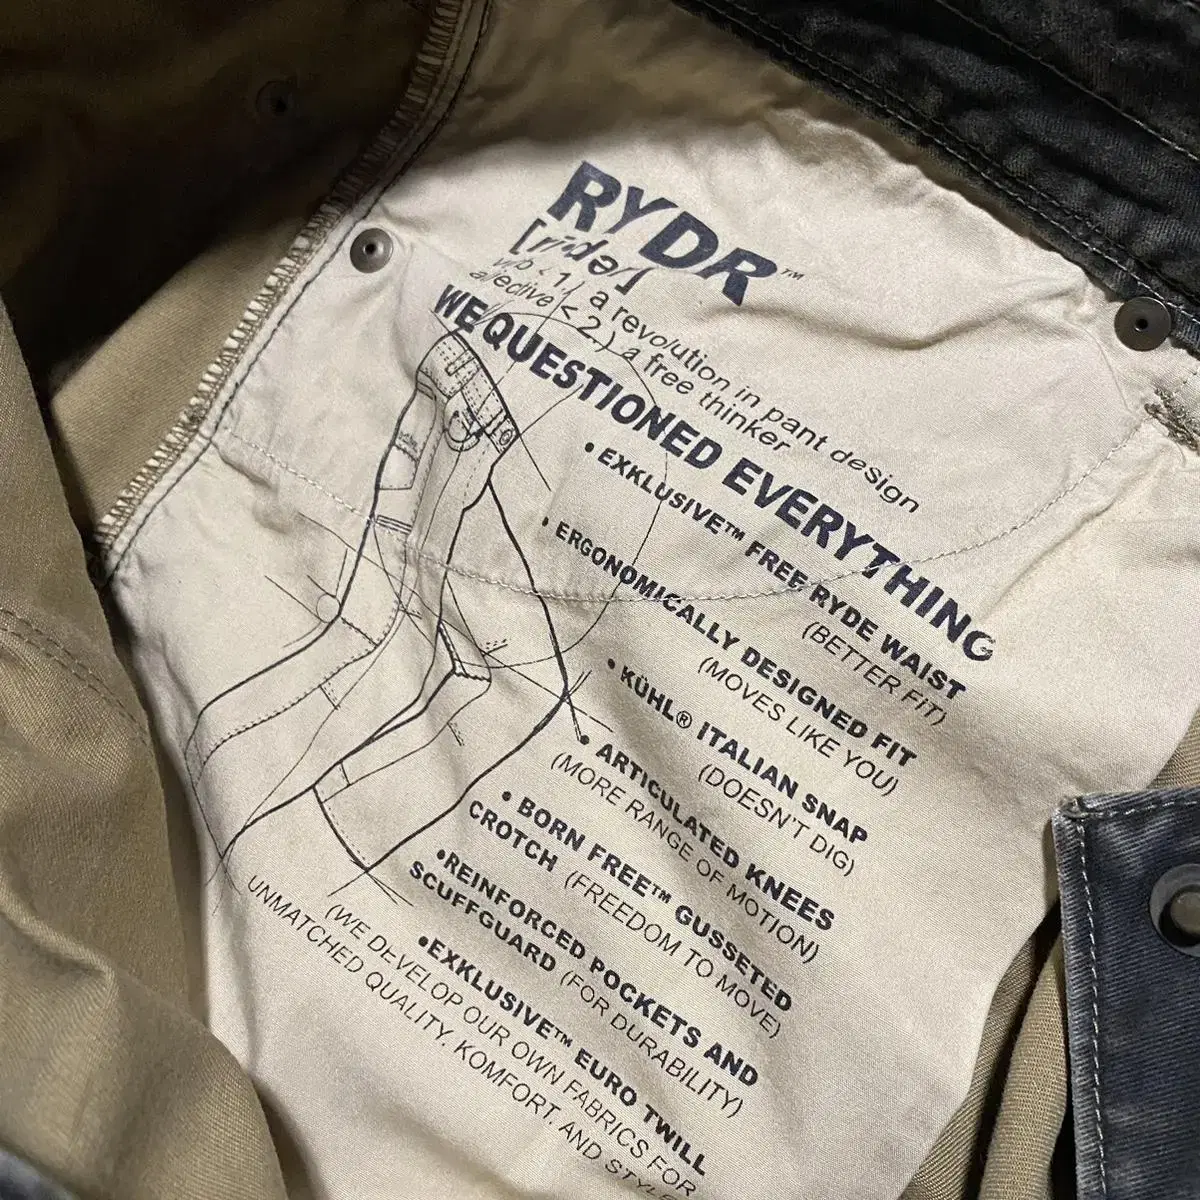 RYDR™
[rīdər]
a revolution in pant design
adjective < 2 ) a free thinker
WE QUESTIONED EVERYTHING
• EXKLUSIVE™ FREE RYDE WAIST
(BETTER FIT)
• ERGONOMICALLY DESIGNED FIT
(MOVES LIKE YOU)
• KÜHL® ITALIAN SNAP
(DOESN'T DIG)
• ARTICULATED KNEES
(MORE RANGE OF MOTION)
• BORN FREE™ GUSSETED
CROTCH (FREEDOM TO MOVE)
•REINFORCED POCKETS AND
SCUFFGUARD (FOR DURABILITY)
•EXKLUSIVE™ EURO TWILL
(WE DEVELOP OUR OWN FABRICS FOR
UNMATCHED QUALITY, KOMFORT, AND STYLE